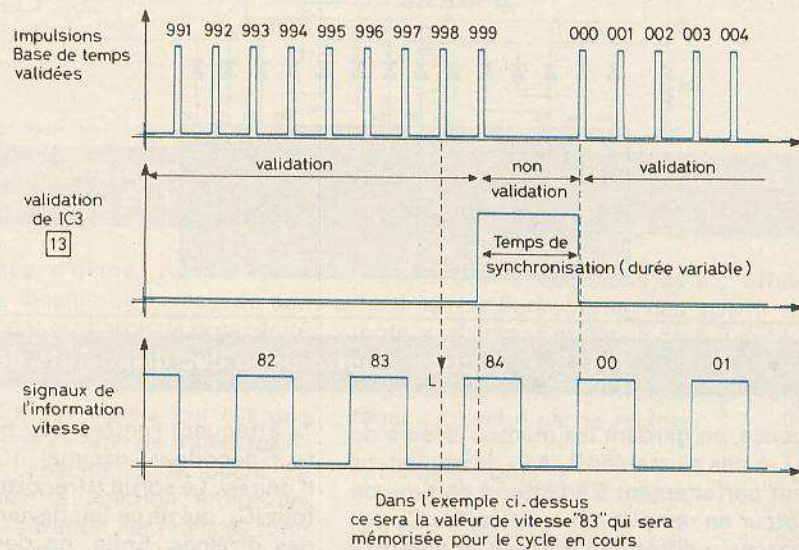 991 992 993 994 995 996 997 998 999 000 001 002 003 004
impulsions
Base de temps
validées
validation
non
validation
validation
validation
de IC3
13
Temps de
synchronisation (durée variable)
82 83 84 00 01
L
signaux de
l'information
vitesse
Dans l'exemple ci.dessus
ce sera la valeur de vitesse "83" qui sera
mémorisée pour le cycle en cours